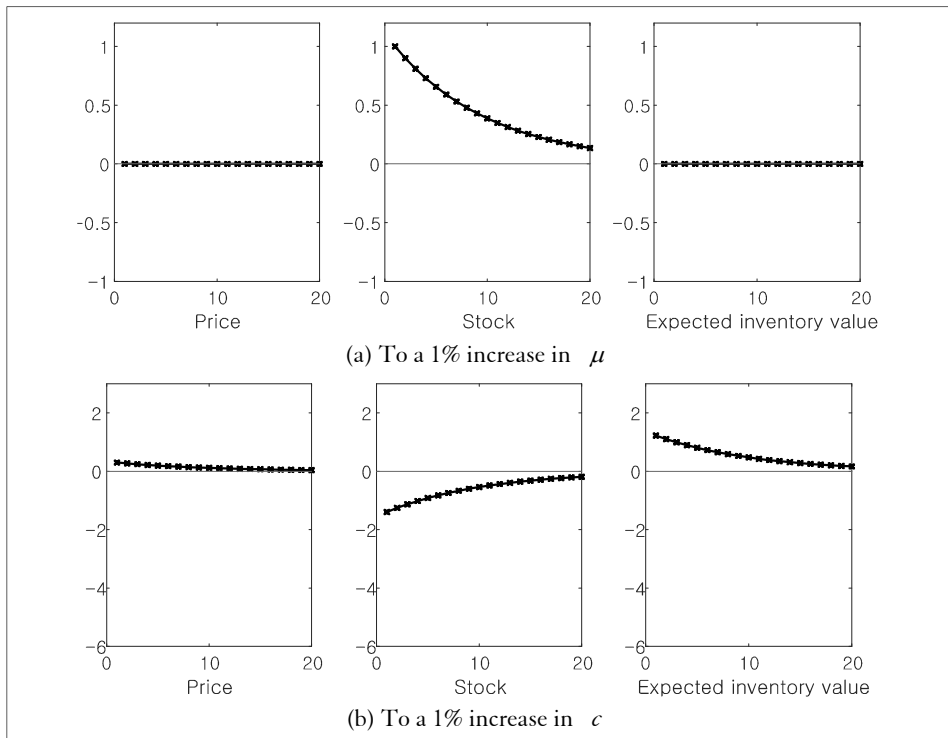 1 1 1
0.5 0.5 0.5
0 0 0
-0.5 -0.5 -0.5
−1 −1 −1
0 10 20 0 10 20 0 10 20
Price Stock Expected inventory value
(a) To a 1% increase in μ
2 2 2
0 0 0
−2 −2 −2
−4 −4 −4
−6 −6 −6
0 10 20 0 10 20 0 10 20
Price Stock Expected inventory value
(b) To a 1% increase in c